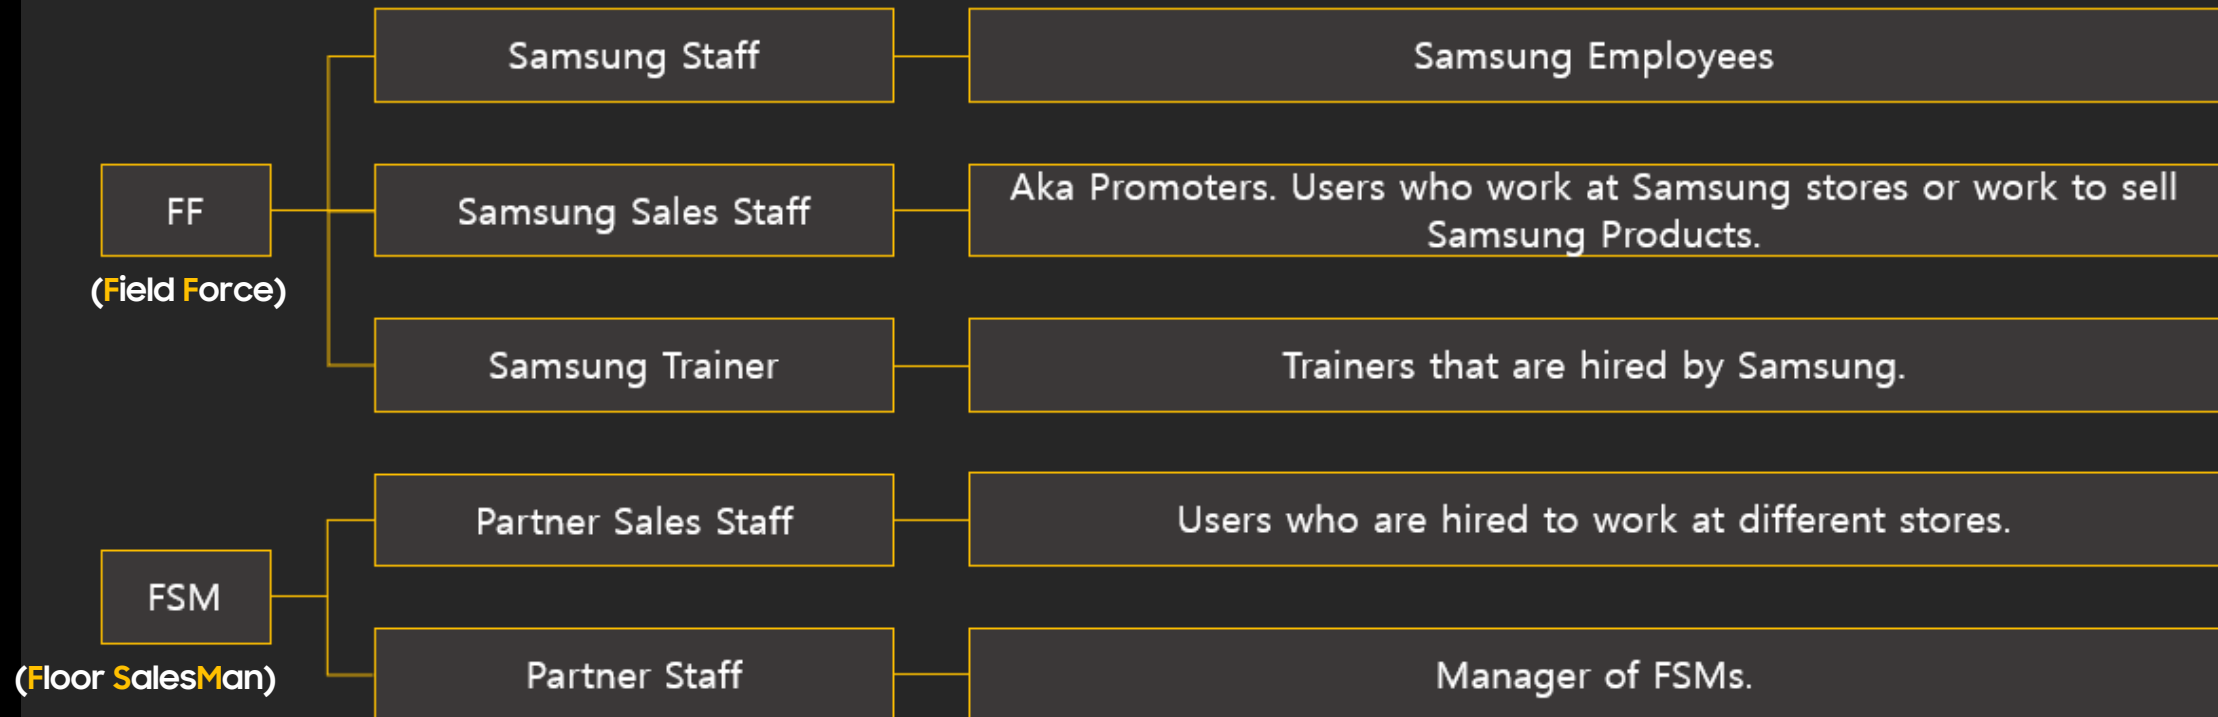 Samsung Staff
Samsung Employees
FF
(Field Force)
Samsung Sales Staff
Aka Promoters. Users who work at Samsung stores or work to sell
Samsung Products.
Samsung Trainer
Trainers that are hired by Samsung.
FSM
(Floor SalesMan)
Partner Sales Staff
Users who are hired to work at different stores.
Partner Staff
Manager of FSMs.